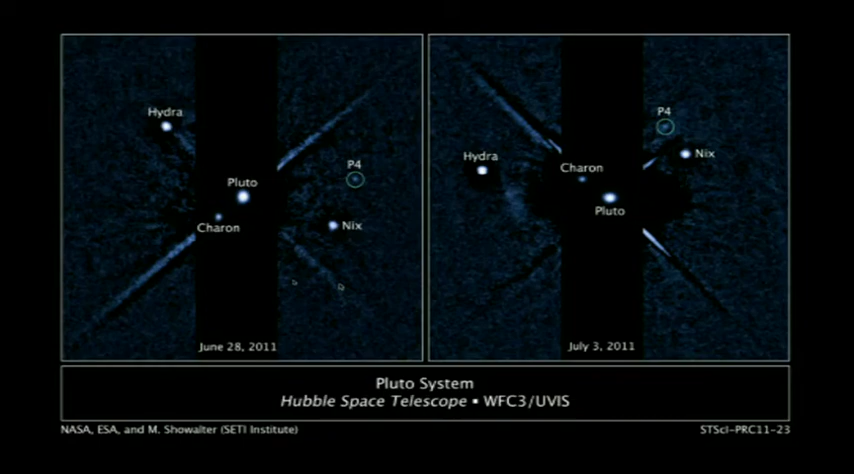 Hydra
P4
Pluto
Charon
Nix
June 28, 2011
P4
Nix
Hydra
Charon
Pluto
July 3, 2011
Pluto System
Hubble Space Telescope ▪ WFC3/UVIS
NASA, ESA, and M. Showalter (SETI Institute)
STScI-PRC11-23